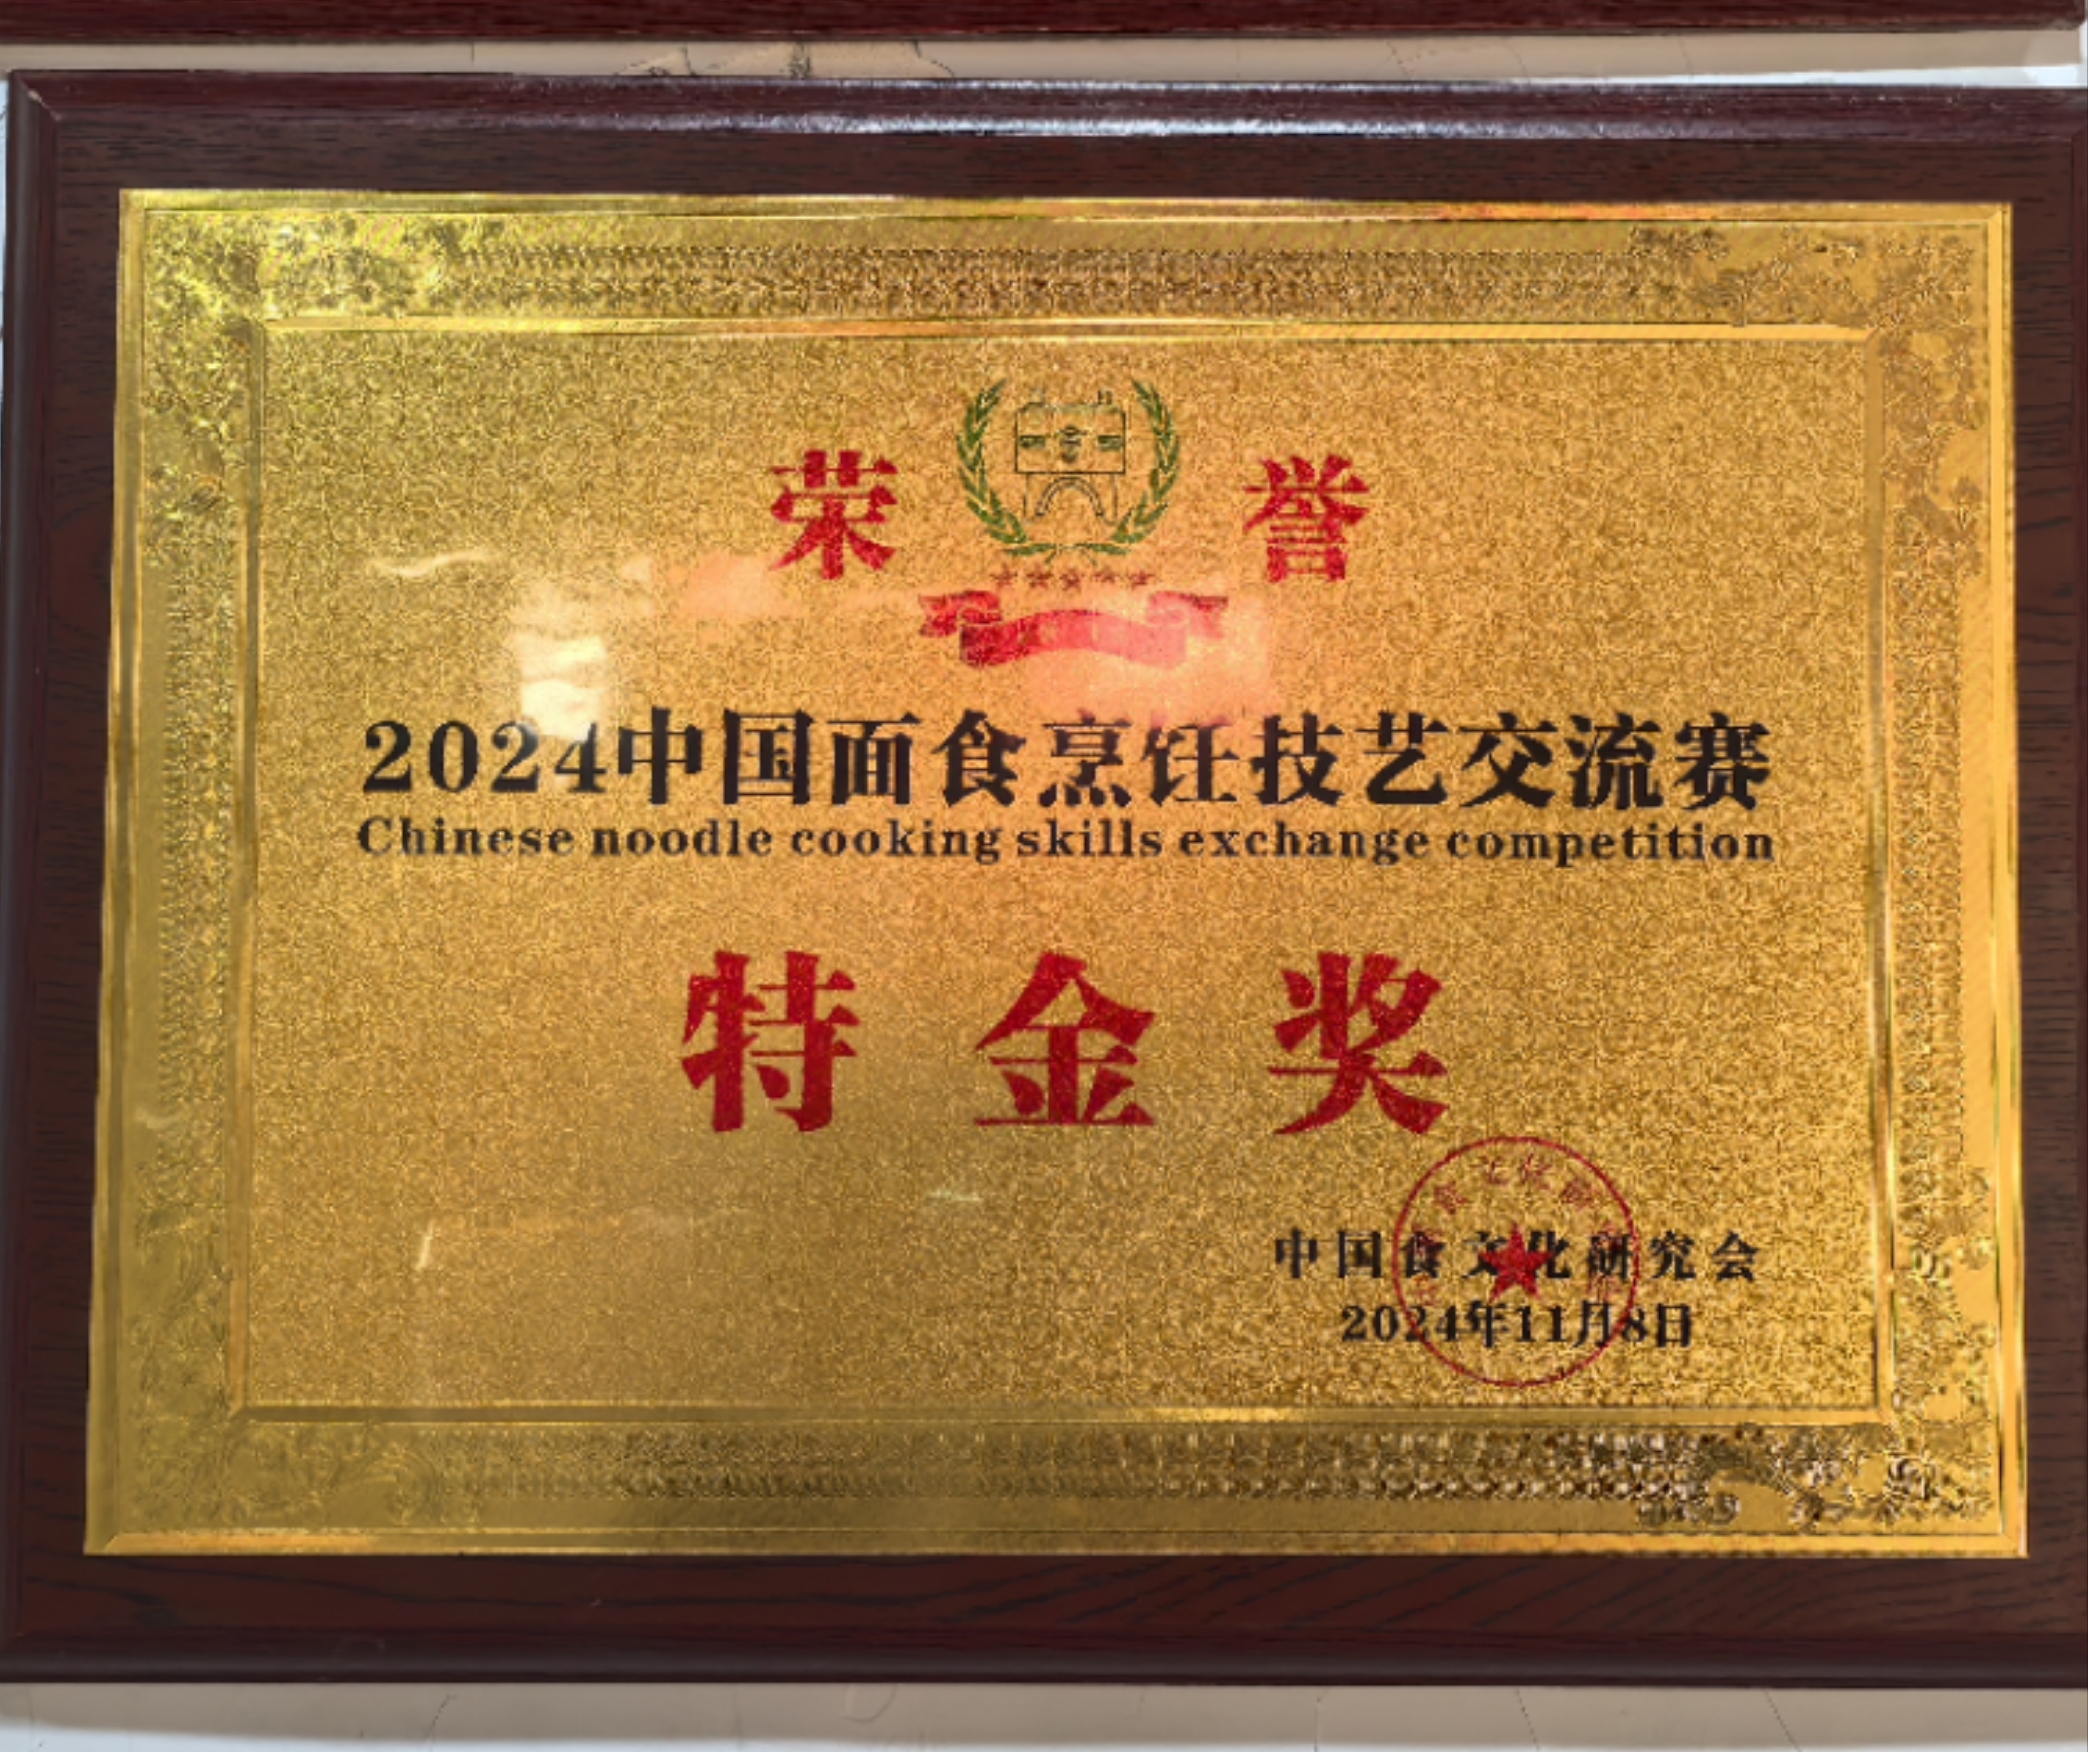 荣 誉
2024中国面食烹饪技艺交流赛
Chinese noodle cooking skills exchange competition
特金奖
中国食文化研究会
2024年11月8日